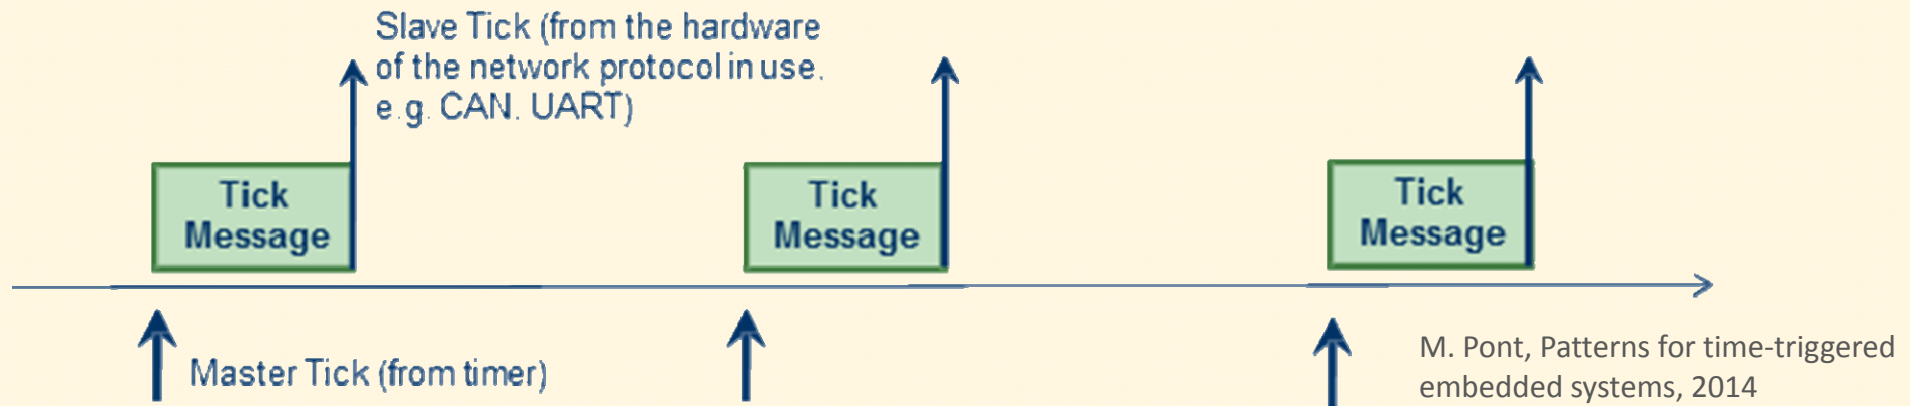 Slave Tick (from the hardware
of the network protocol in use.
e.g. CAN. UART)
Tick
Message
Tick
Message
Tick
Message
Master Tick (from timer)
M. Pont, Patterns for time-triggered
embedded systems, 2014